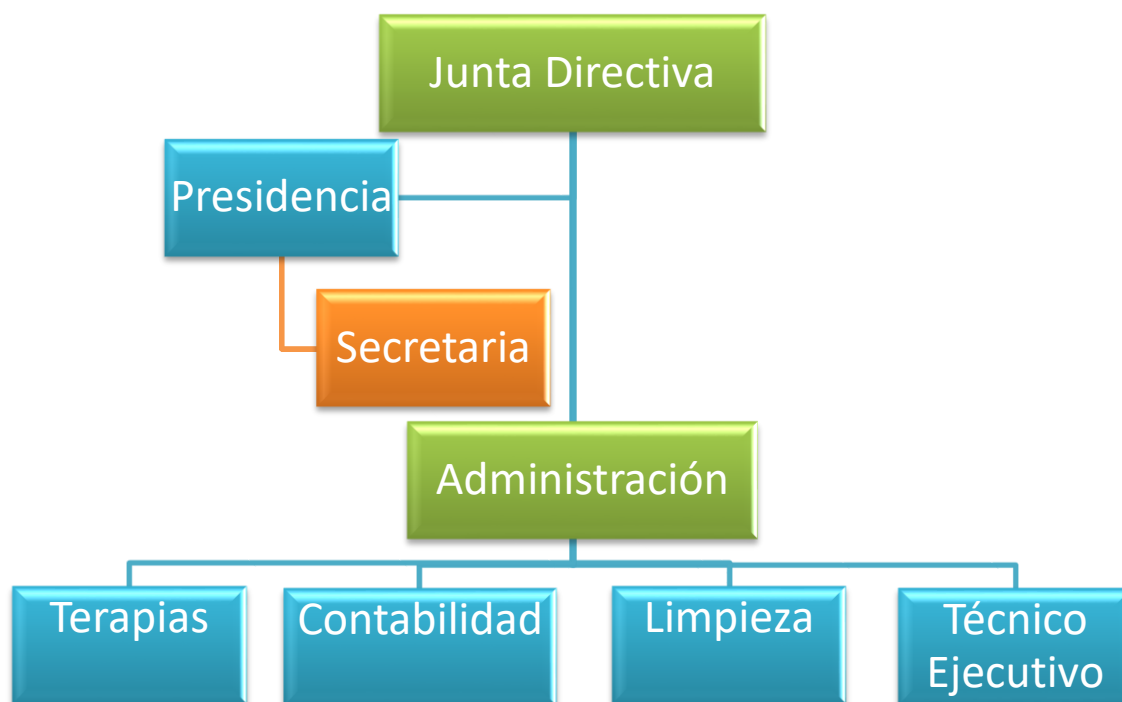 Junta Directiva
Presidencia
Secretaria
Administración
Terapias
Contabilidad
Limpieza
Técnico
Ejecutivo